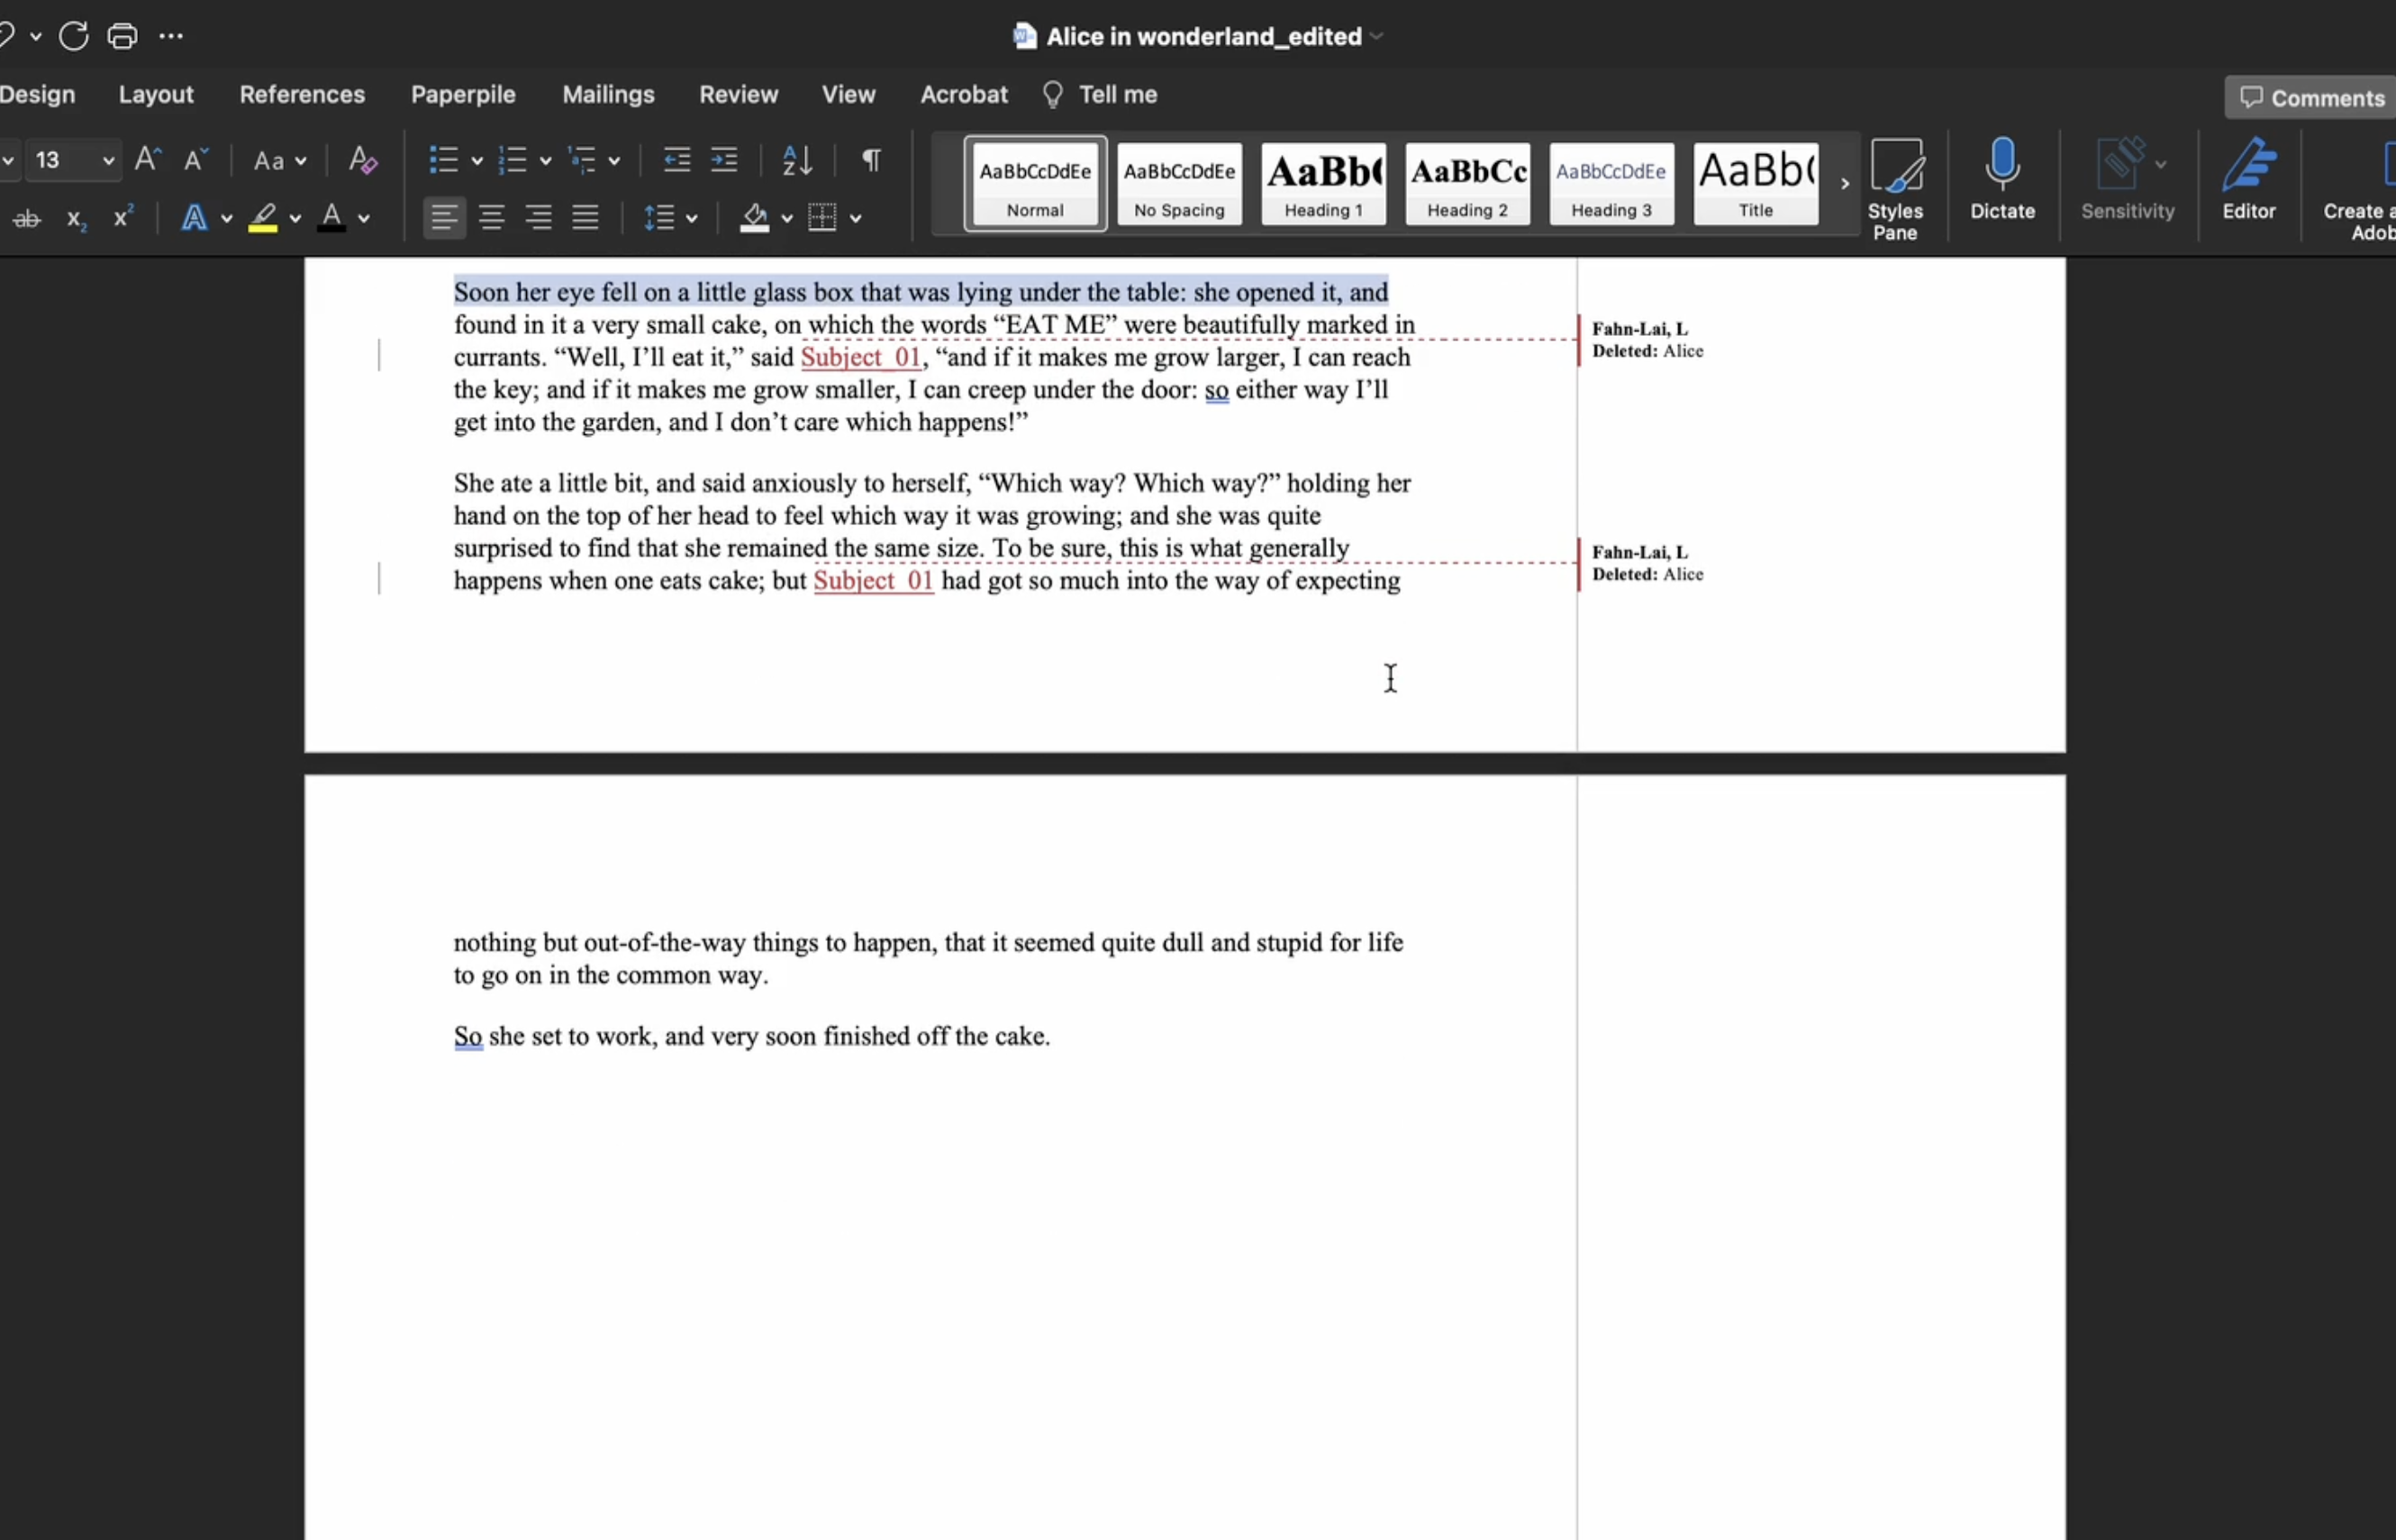 Alice in wonderland_edited
Design Layout References Paperpile Mailings Review View Acrobat Tell me
Comments
13 Aa
AaBbCcDdEe AaBbCcDdEe AaBb( AaBbCc AaBbCcDdEe AaBb(
Normal No Spacing Heading 1 Heading 2 Heading 3 Title
Styles Pane
Dictate
Sensitivity
Editor
Create a
Adob
Soon her eye fell on a little glass box that was lying under the table: she opened it, and
found in it a very small cake, on which the words “EAT ME” were beautifully marked in
currants. “Well, I’ll eat it,” said Subject_01, “and if it makes me grow larger, I can reach
the key; and if it makes me grow smaller, I can creep under the door: so either way I’ll
get into the garden, and I don’t care which happens!”
Fahn-Lai, L
Deleted: Alice
She ate a little bit, and said anxiously to herself, “Which way? Which way?” holding her
hand on the top of her head to feel which way it was growing; and she was quite
surprised to find that she remained the same size. To be sure, this is what generally
happens when one eats cake; but Subject_01 had got so much into the way of expecting
Fahn-Lai, L
Deleted: Alice
nothing but out-of-the-way things to happen, that it seemed quite dull and stupid for life
to go on in the common way.
So she set to work, and very soon finished off the cake.